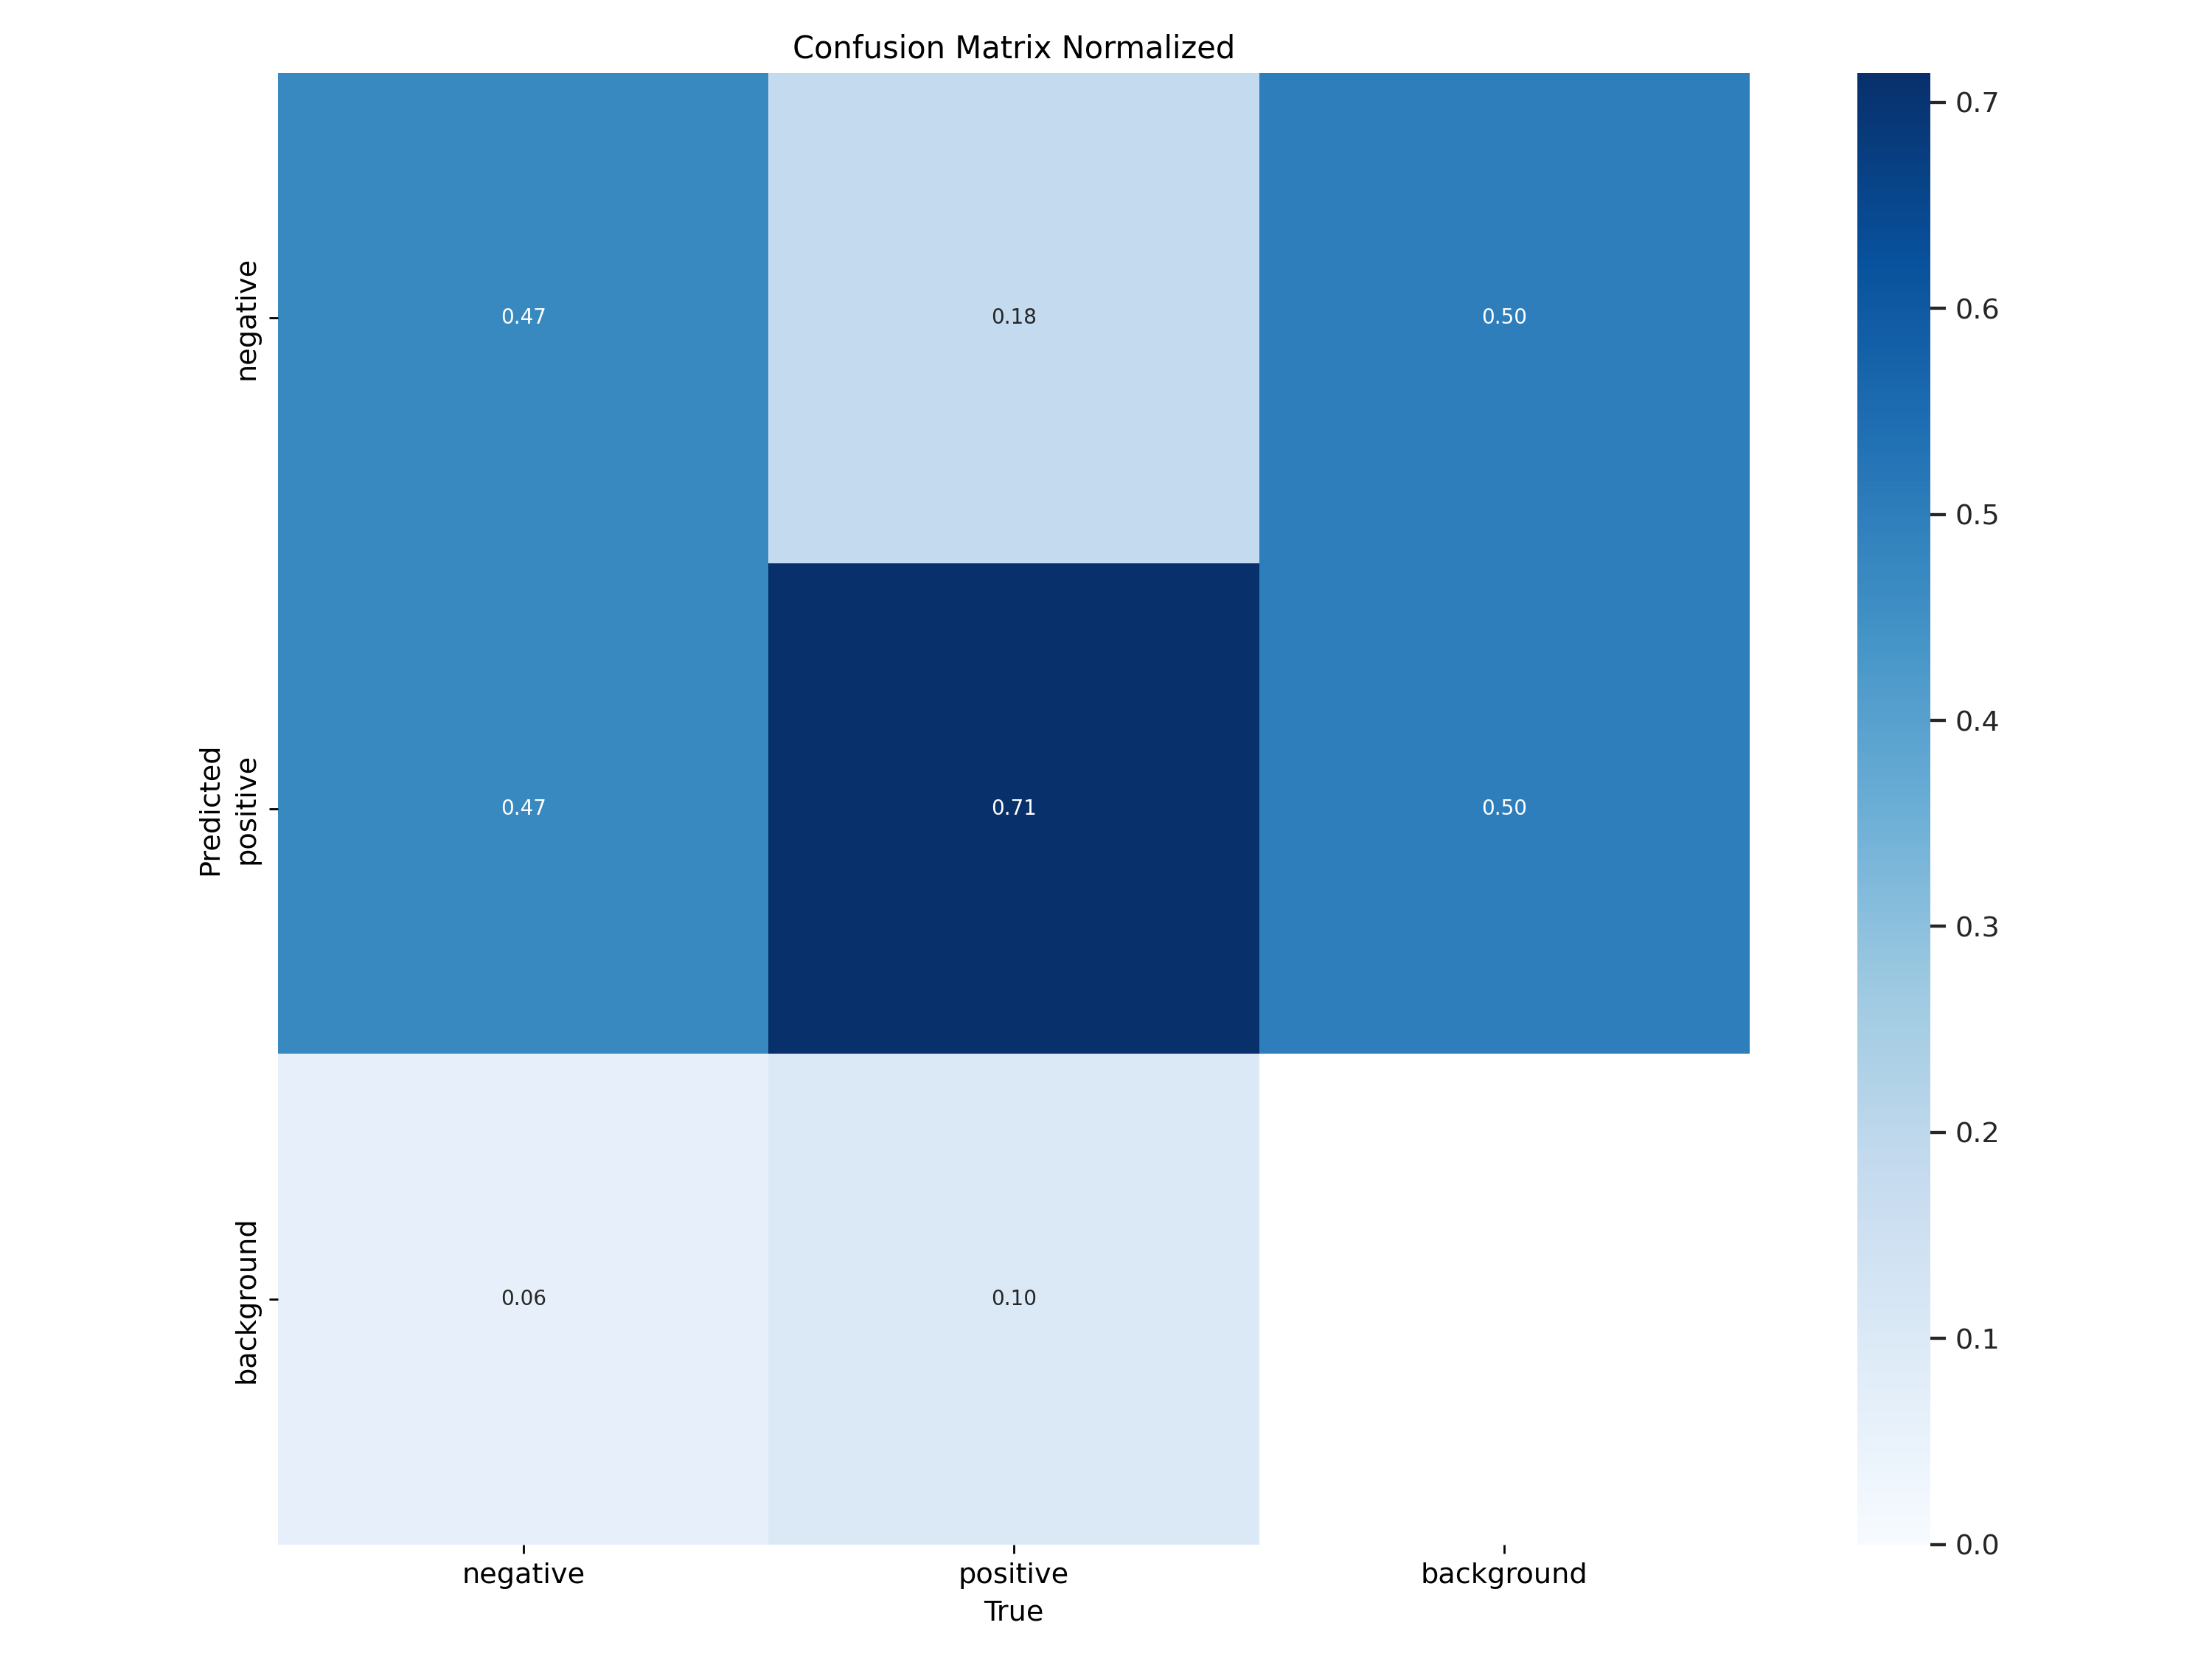 Confusion Matrix Normalized
negative
0.47
0.18
0.50
Predicted
positive
0.47
0.71
0.50
background
0.06
0.10
negative
positive
background
True
0.7
0.6
0.5
0.4
0.3
0.2
0.1
0.0